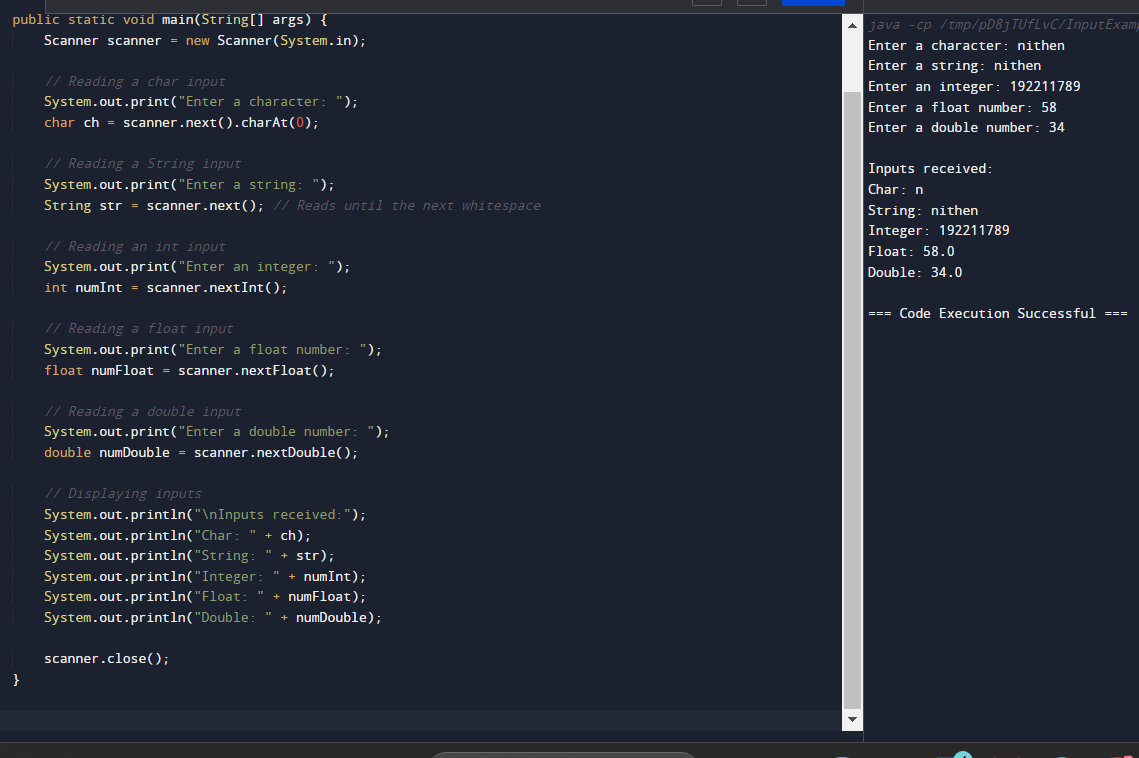 public static void main(String[] args) {
Scanner scanner = new Scanner(System.in);
// Reading a char input
System.out.print("Enter a character: ");
char ch = scanner.next().charAt(0);
// Reading a String input
System.out.print("Enter a string: ");
String str = scanner.next(); // Reads until the next whitespace
// Reading an int input
System.out.print("Enter an integer: ");
int numInt = scanner.nextInt();
// Reading a float input
System.out.print("Enter a float number: ");
float numFloat = scanner.nextFloat();
// Reading a double input
System.out.print("Enter a double number: ");
double numDouble = scanner.nextDouble();
// Displaying inputs
System.out.println("\nInputs received:");
System.out.println("Char: " + ch);
System.out.println("String: " + str);
System.out.println("Integer: " + numInt);
System.out.println("Float: " + numFloat);
System.out.println("Double: " + numDouble);
scanner.close();
}
java -cp /tmp/pD8jTUfLvC/InputExam
Enter a character: nithen
Enter a string: nithen
Enter an integer: 192211789
Enter a float number: 58
Enter a double number: 34
Inputs received:
Char: n
String: nithen
Integer: 192211789
Float: 58.0
Double: 34.0
=== Code Execution Successful ===